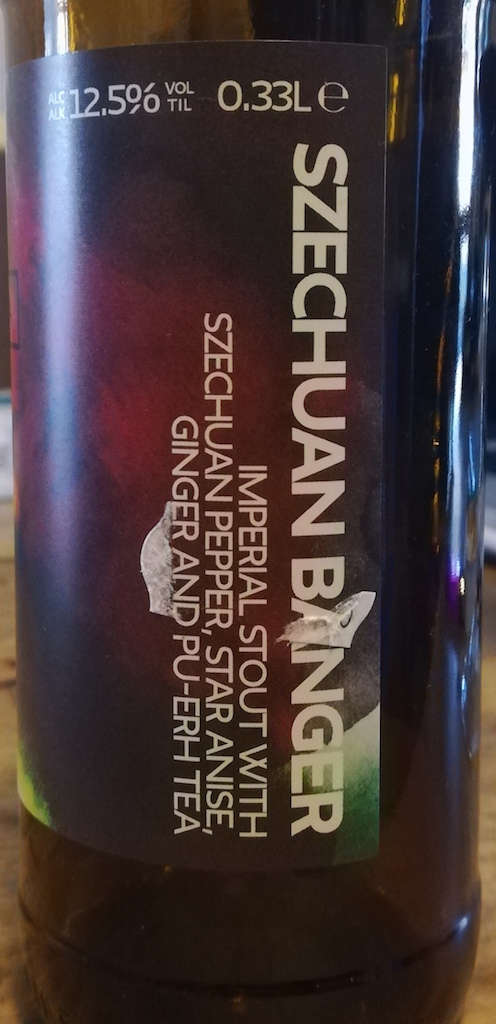 ALC
ALK 12.5% VOL
TIL 0.33L ℮
SZECHUAN BANGER
IMPERIAL STOUT WITH
SZECHUAN PEPPER, STAR ANISE,
GINGER AND PU-ERH TEA